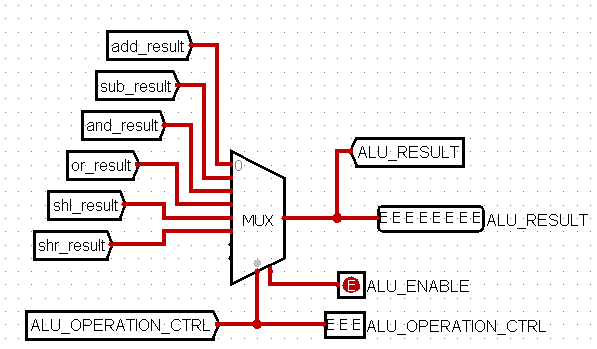 add_result
sub_result
and_result
or_result
shl_result
shr_result
0
MUX
ALU_RESULT
E E E E E E E E ALU_RESULT
E ALU_ENABLE
ALU_OPERATION_CTRL
E E E ALU_OPERATION_CTRL